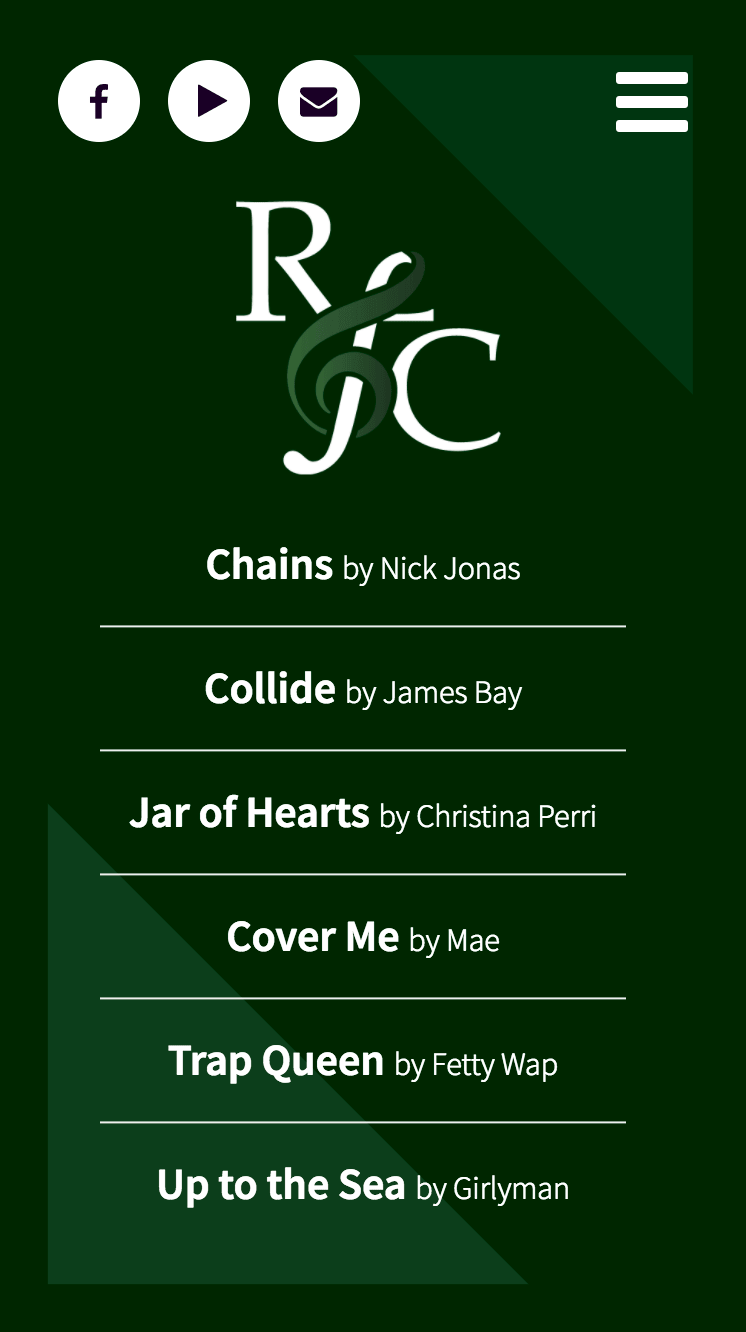 R&JC
Chains by Nick Jonas
Collide by James Bay
Jar of Hearts by Christina Perri
Cover Me by Mae
Trap Queen by Fetty Wap
Up to the Sea by Girlyman